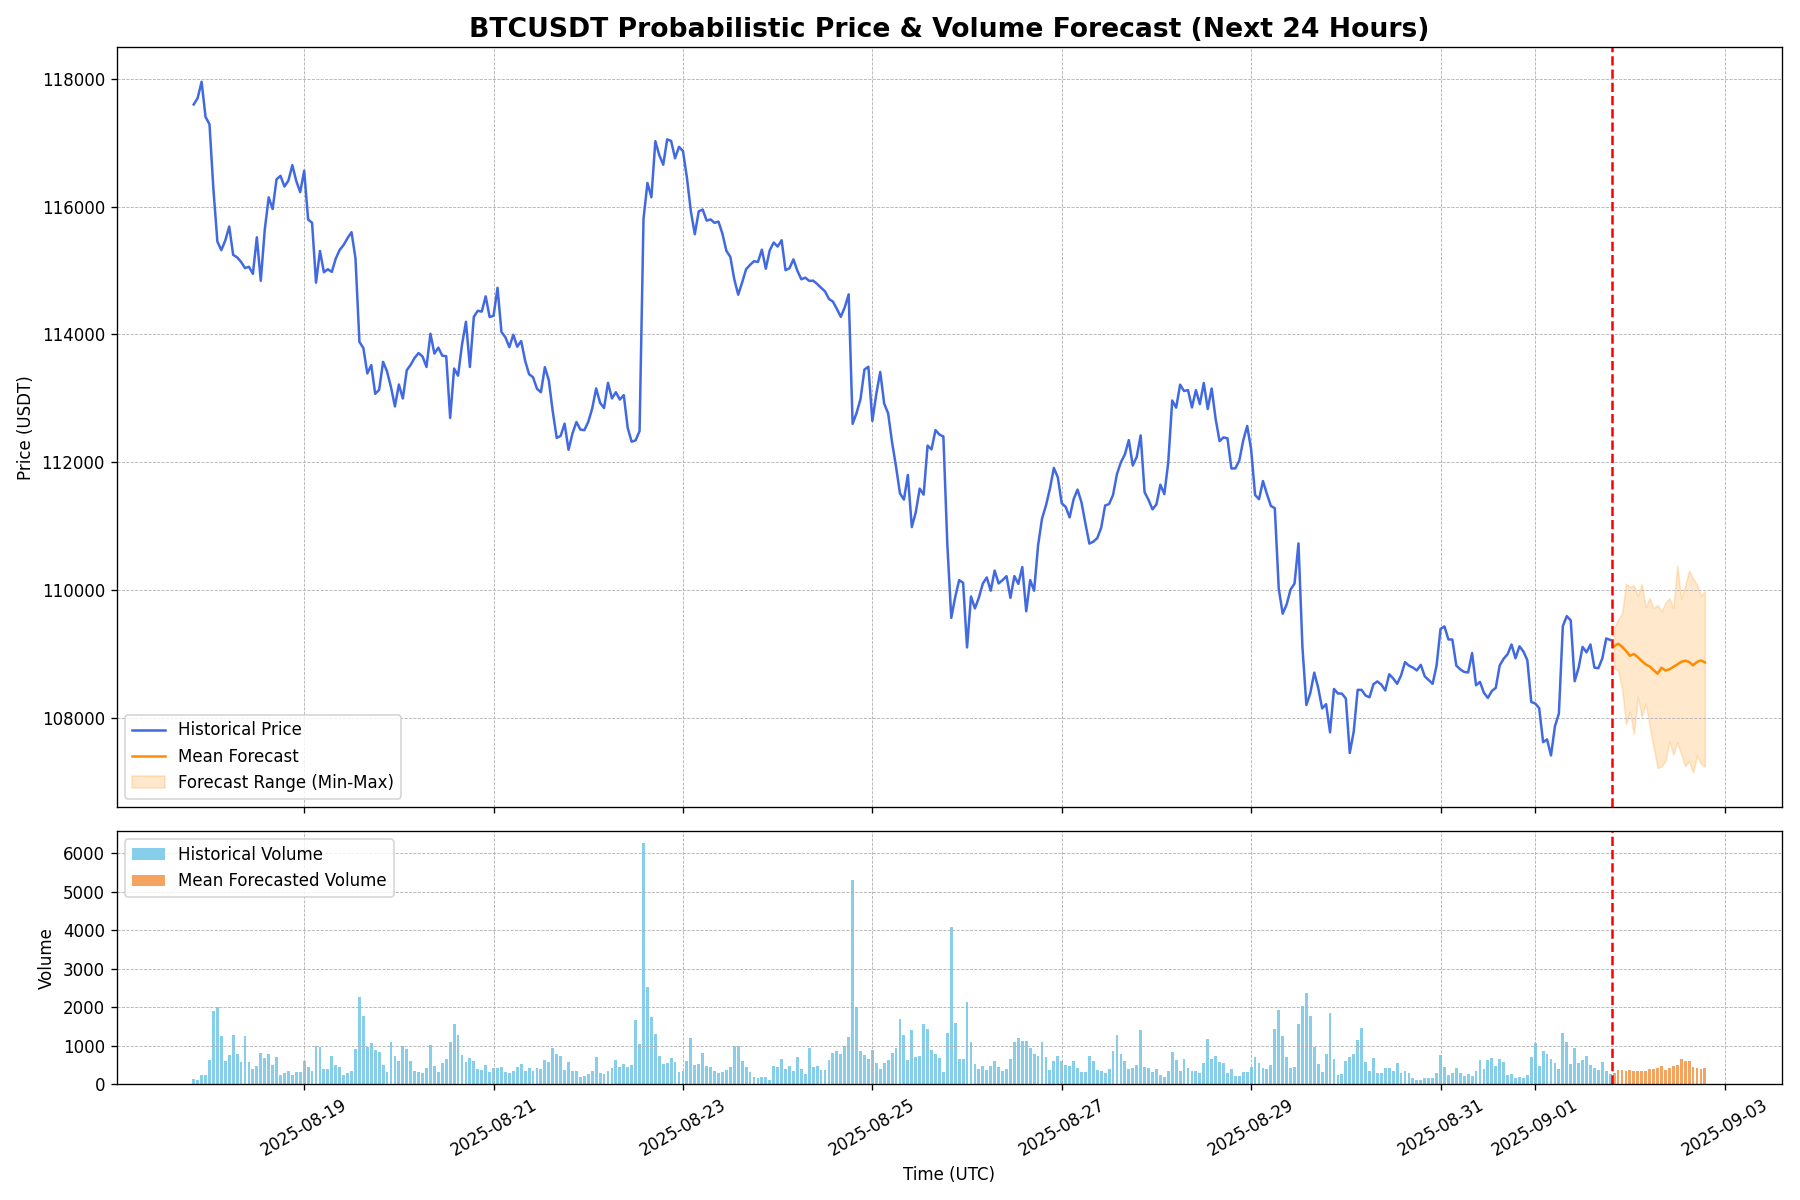 BTCUSDT Probabilistic Price & Volume Forecast (Next 24 Hours)
118000
116000
114000
112000
110000
108000
Price (USDT)
Historical Price
Mean Forecast
Forecast Range (Min-Max)
6000
5000
4000
3000
2000
1000
0
Volume
Historical Volume
Mean Forecasted Volume
2025-08-19
2025-08-21
2025-08-23
2025-08-25
2025-08-27
2025-08-29
2025-08-31
2025-09-01
2025-09-03
Time (UTC)